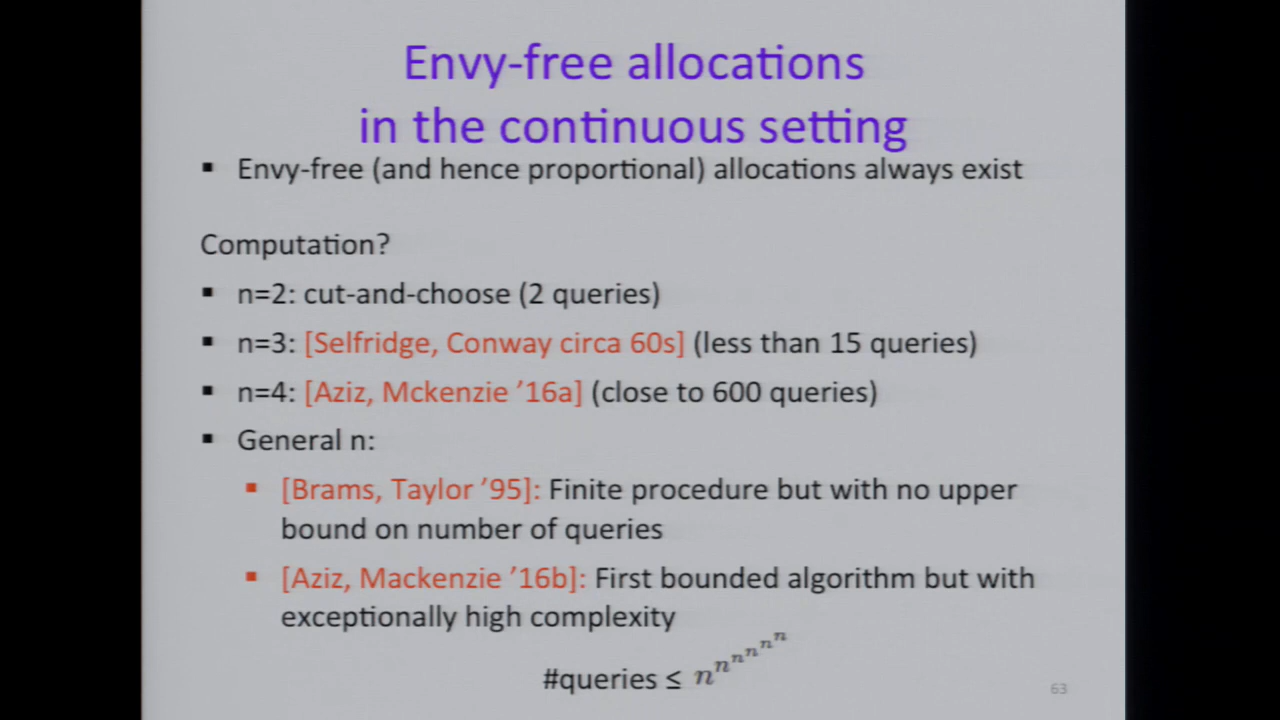 Envy-free allocations
in the continuous setting
▪ Envy-free (and hence proportional) allocations always exist
Computation?
▪ n=2: cut-and-choose (2 queries)
▪ n=3: [Selfridge, Conway circa 60s] (less than 15 queries)
▪ n=4: [Aziz, Mckenzie ’16a] (close to 600 queries)
▪ General n:
▪ [Brams, Taylor ’95]: Finite procedure but with no upper
bound on number of queries
▪ [Aziz, Mackenzie ’16b]: First bounded algorithm but with
exceptionally high complexity
#queries ≤ n^n^n^n^n^n
63